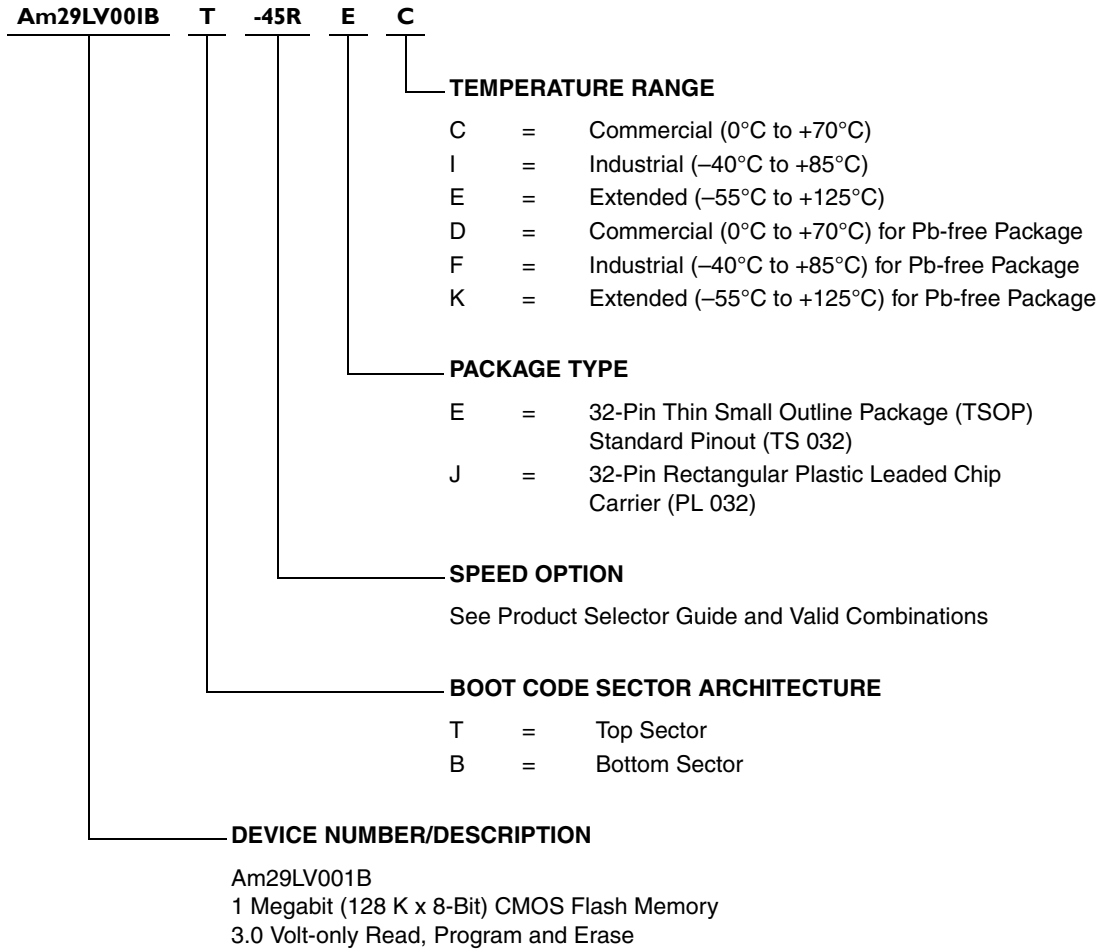 Am29LV001B T -45R E C
TEMPERATURE RANGE
C = Commercial (0°C to +70°C)
I = Industrial (–40°C to +85°C)
E = Extended (–55°C to +125°C)
D = Commercial (0°C to +70°C) for Pb-free Package
F = Industrial (–40°C to +85°C) for Pb-free Package
K = Extended (–55°C to +125°C) for Pb-free Package
PACKAGE TYPE
E = 32-Pin Thin Small Outline Package (TSOP)
Standard Pinout (TS 032)
J = 32-Pin Rectangular Plastic Leaded Chip
Carrier (PL 032)
SPEED OPTION
See Product Selector Guide and Valid Combinations
BOOT CODE SECTOR ARCHITECTURE
T = Top Sector
B = Bottom Sector
DEVICE NUMBER/DESCRIPTION
Am29LV001B
1 Megabit (128 K x 8-Bit) CMOS Flash Memory
3.0 Volt-only Read, Program and Erase